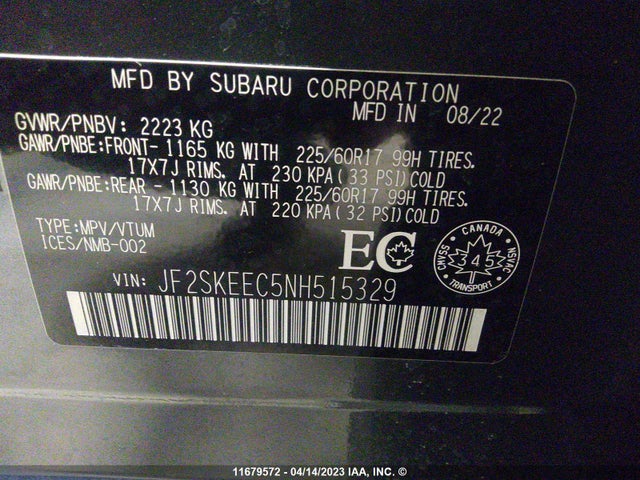 MFD BY SUBARU CORPORATION
MFD IN 08/22
GVWR/PNBV: 2223 KG
GAWR/PNBE:FRONT- 1165 KG WITH 225/60R17 99H TIRES.
17X7J RIMS. AT 230 KPA(33 PSI)COLD
GAWR/PNBE:REAR - 1130 KG WITH 225/60R17 99H TIRES.
17X7J RIMS. AT 220 KPA(32 PSI)COLD
TYPE:MPV/VTUM
ICES/NMB-002
EC
CANADA
CMVSS
345
NSVAC
TRANSPORT
VIN: JF2SKEEC5NH515329
11679572 - 04/14/2023 IAA, INC. ©